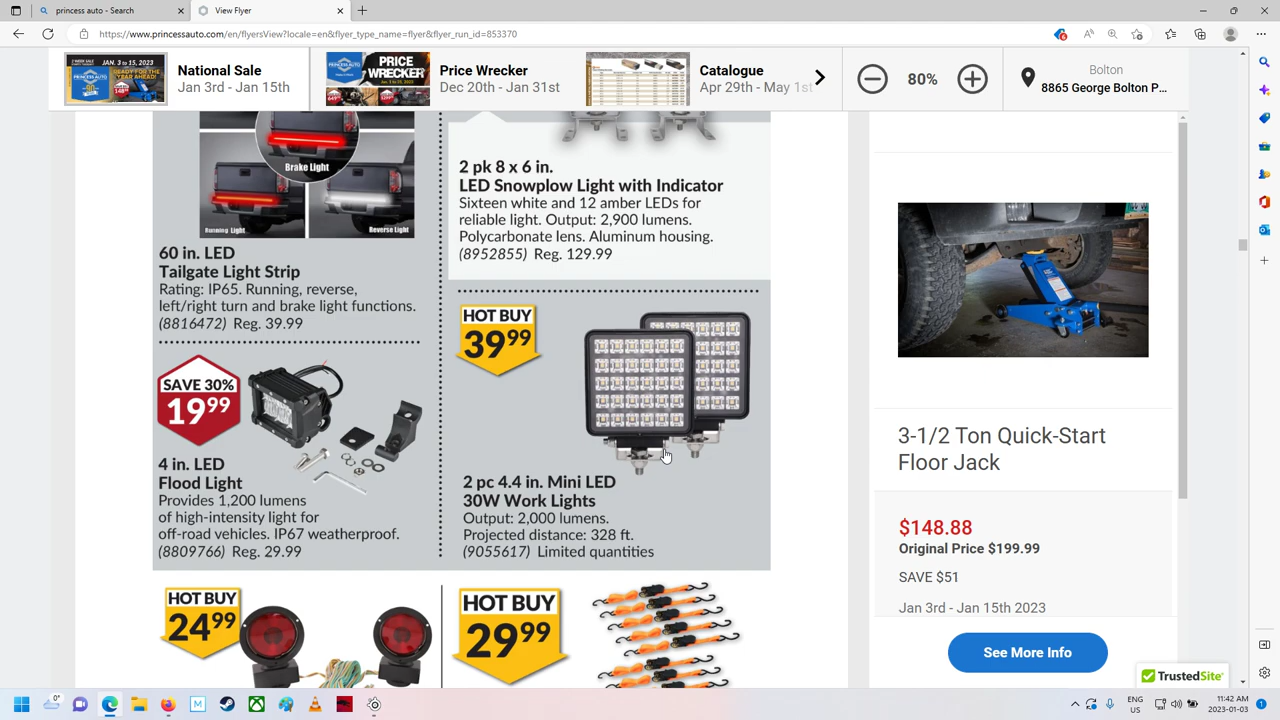 princess auto - Search
View Flyer
https://www.princessauto.com/en/flyersView?locale=en&flyer_type_name=flyer&flyer_run_id=853370
National Sale
Jan 3rd - Jan 15th
PRICE WRECKER
Price Wrecker
Dec 20th - Jan 31st
Catalogue
Apr 29th - May 1st
80%
8865 George Bolton P...
Brake Light
Running Light
Reverse Light
60 in. LED
Tailgate Light Strip
Rating: IP65. Running, reverse,
left/right turn and brake light functions.
(8816472) Reg. 39.99
2 pk 8 x 6 in.
LED Snowplow Light with Indicator
Sixteen white and 12 amber LEDs for
reliable light. Output: 2,900 lumens.
Polycarbonate lens. Aluminum housing.
(8952855) Reg. 129.99
SAVE 30%
19 99
4 in. LED
Flood Light
Provides 1,200 lumens
of high-intensity light for
off-road vehicles. IP67 weatherproof.
(8809766) Reg. 29.99
HOT BUY
39 99
2 pc 4.4 in. Mini LED
30W Work Lights
Output: 2,000 lumens.
Projected distance: 328 ft.
(9055617) Limited quantities
HOT BUY
24 99
HOT BUY
29 99
3-1/2 Ton Quick-Start
Floor Jack
$148.88
Original Price $199.99
SAVE $51
Jan 3rd - Jan 15th 2023
See More Info
TrustedSite
0°
ENG
US
11:42 AM
2023-01-03